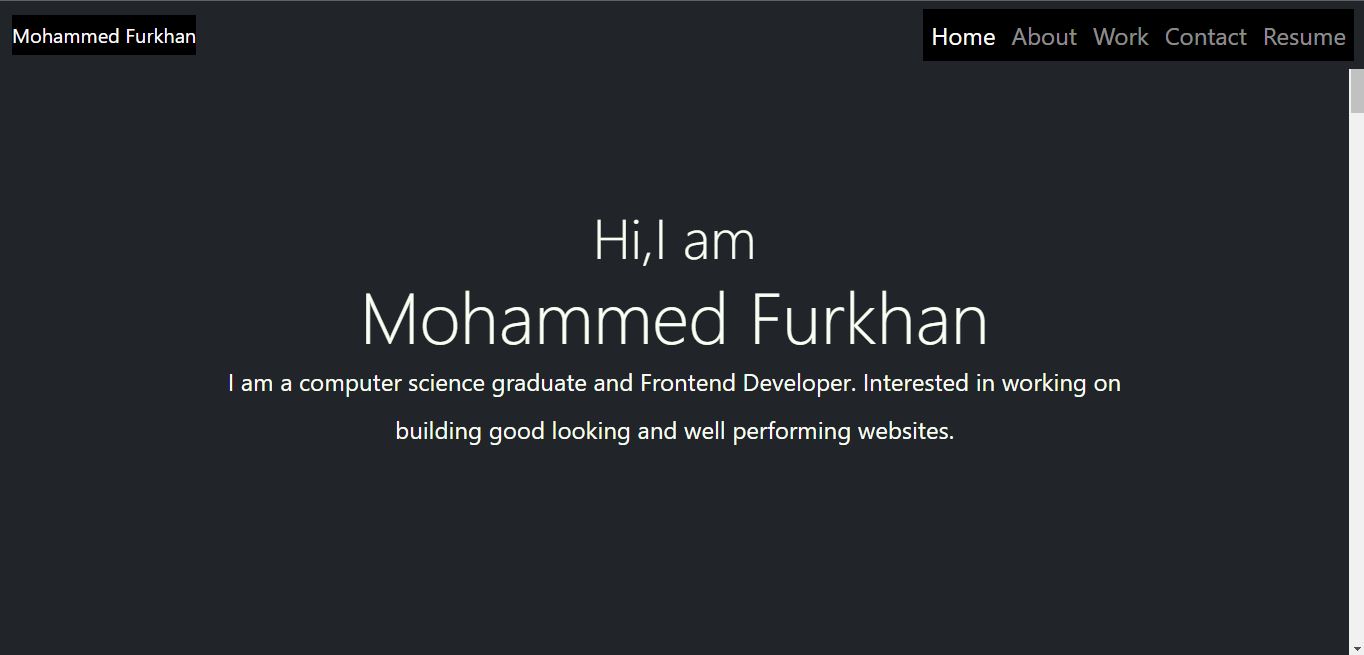 Mohammed Furkhan
Home About Work Contact Resume
Hi,I am
Mohammed Furkhan
I am a computer science graduate and Frontend Developer. Interested in working on
building good looking and well performing websites.